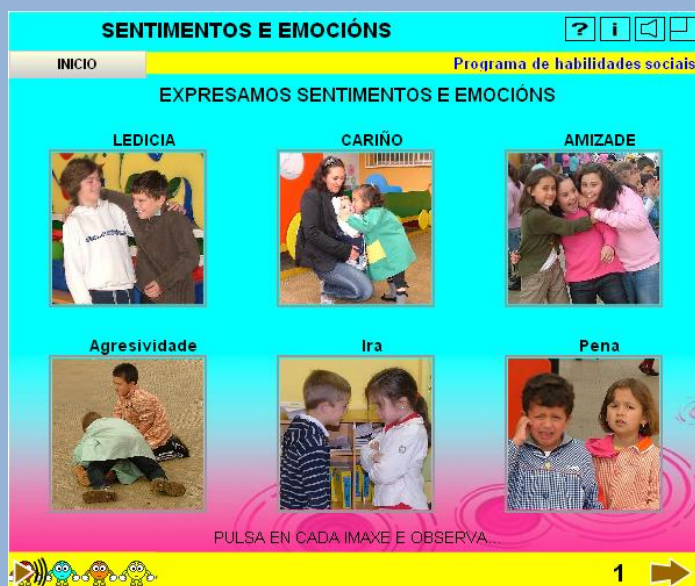 SENTIMENTOS E EMOCIÓNS
? i
INICIO
Programa de habilidades sociais
EXPRESAMOS SENTIMENTOS E EMOCIÓNS
LEDICIA CARIÑO AMIZADE
Agresividade Ira Pena
PULSA EN CADA IMAXE E OBSERVA...
1